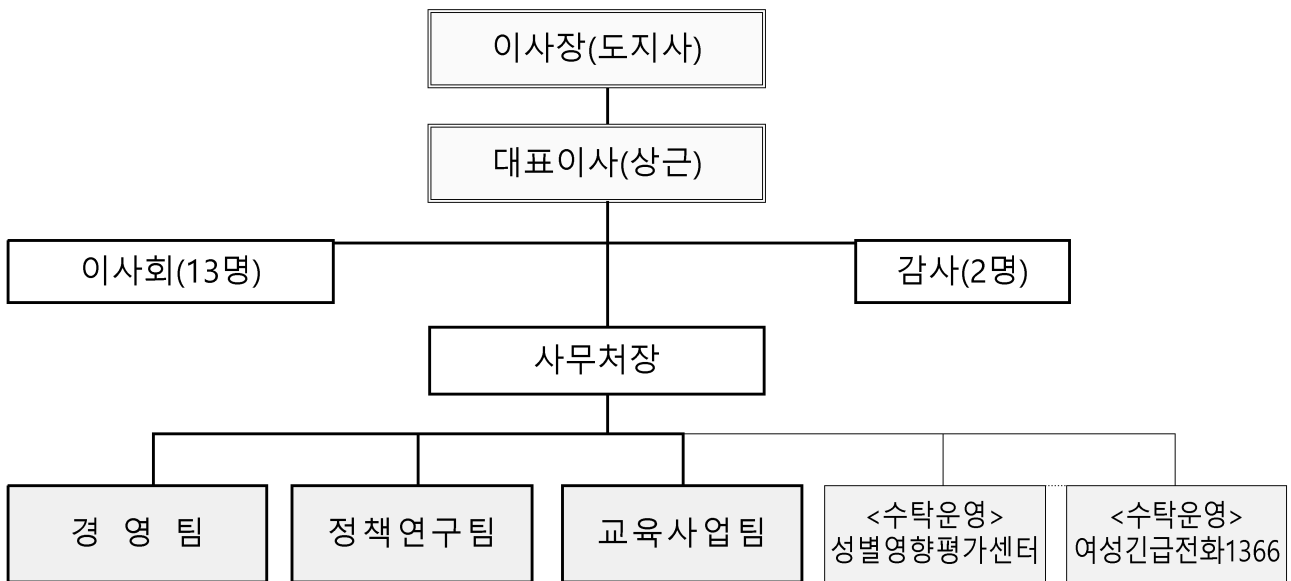 이사장(도지사)
대표이사(상근)
이사회(13명)
감사(2명)
사무처장
경 영 팀
정책연구팀
교육사업팀
<수탁운영>
성별영향평가센터
<수탁운영>
여성긴급전화1366